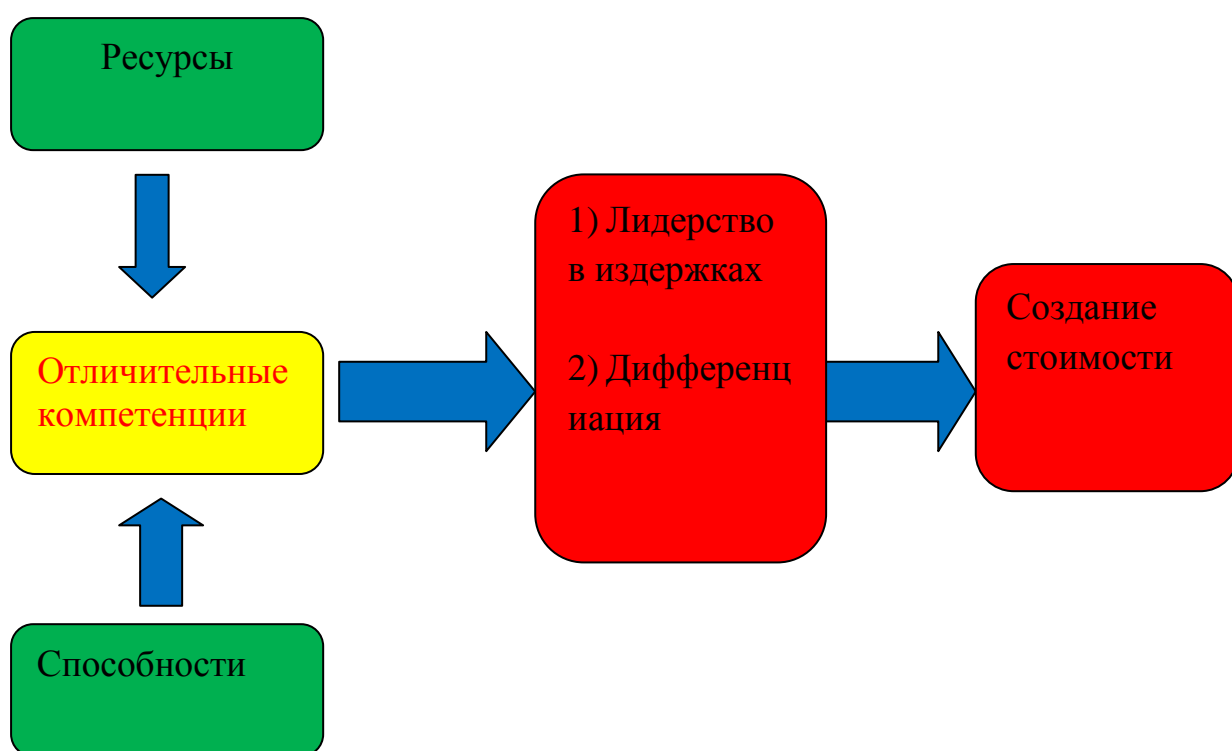 Ресурсы
Отличительные
компетенции
Способности
1) Лидерство
в издержках
2) Дифференц
иация
Создание
стоимости